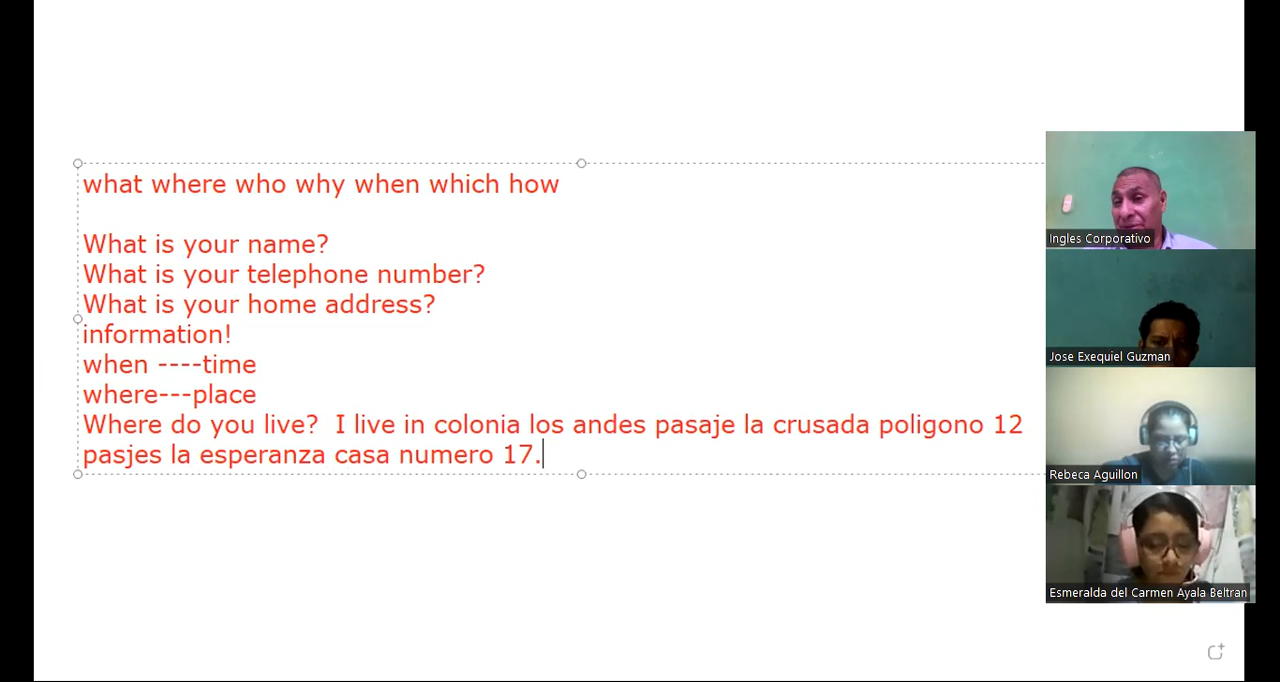 what where who why when which how
What is your name?
What is your telephone number?
What is your home address?
information!
when ----time
where---place
Where do you live?  I live in colonia los andes pasaje la crusada poligono 12
pasjes la esperanza casa numero 17.
Ingles Corporativo
Jose Exequiel Guzman
Rebeca Aguillon
Esmeralda del Carmen Ayala Beltran